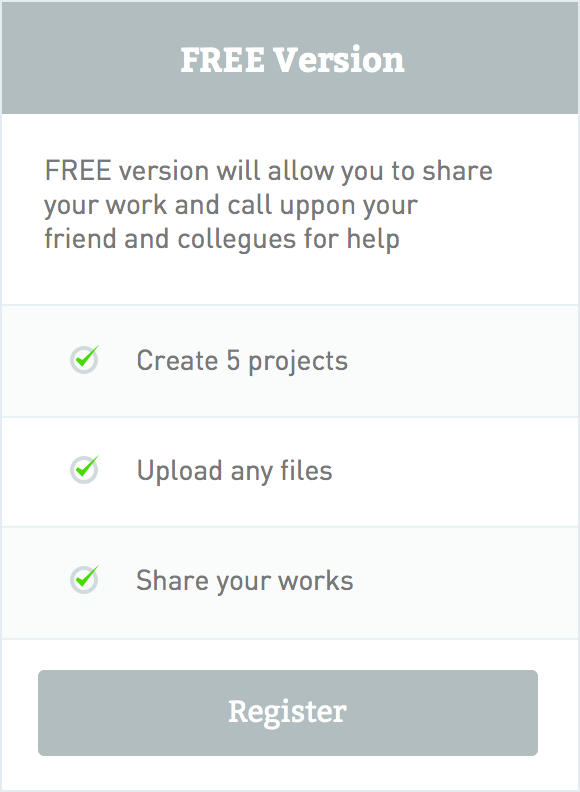 FREE Version
FREE version will allow you to share
your work and call uppon your
friend and collegues for help
Create 5 projects
Upload any files
Share your works
Register